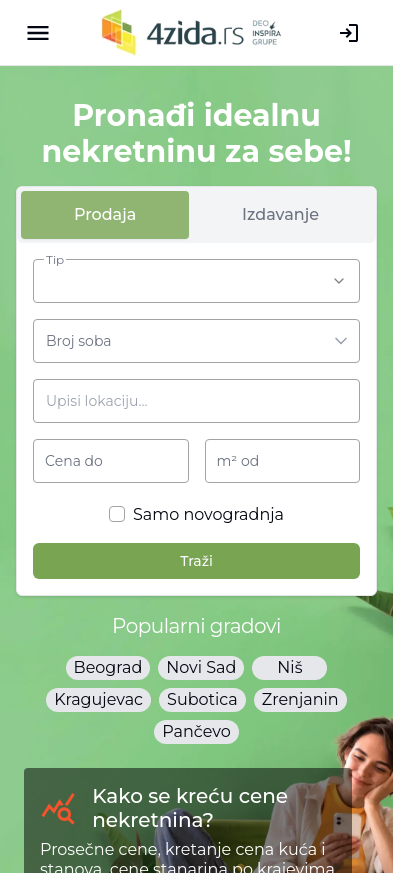 4zida.rs
DEO
INSPIRA
GRUPE
Pronađi idealnu
nekretninu za sebe!
Prodaja
Izdavanje
Tip
Broj soba
Upisi lokaciju...
Cena do
m² od
Samo novogradnja
Traži
Popularni gradovi
Beograd
Novi Sad
Niš
Kragujevac
Subotica
Zrenjanin
Pančevo
Kako se kreću cene
nekretnina?
Prosečne cene, kretanje cena kuća i
stanova, cene stanarina po krajevima